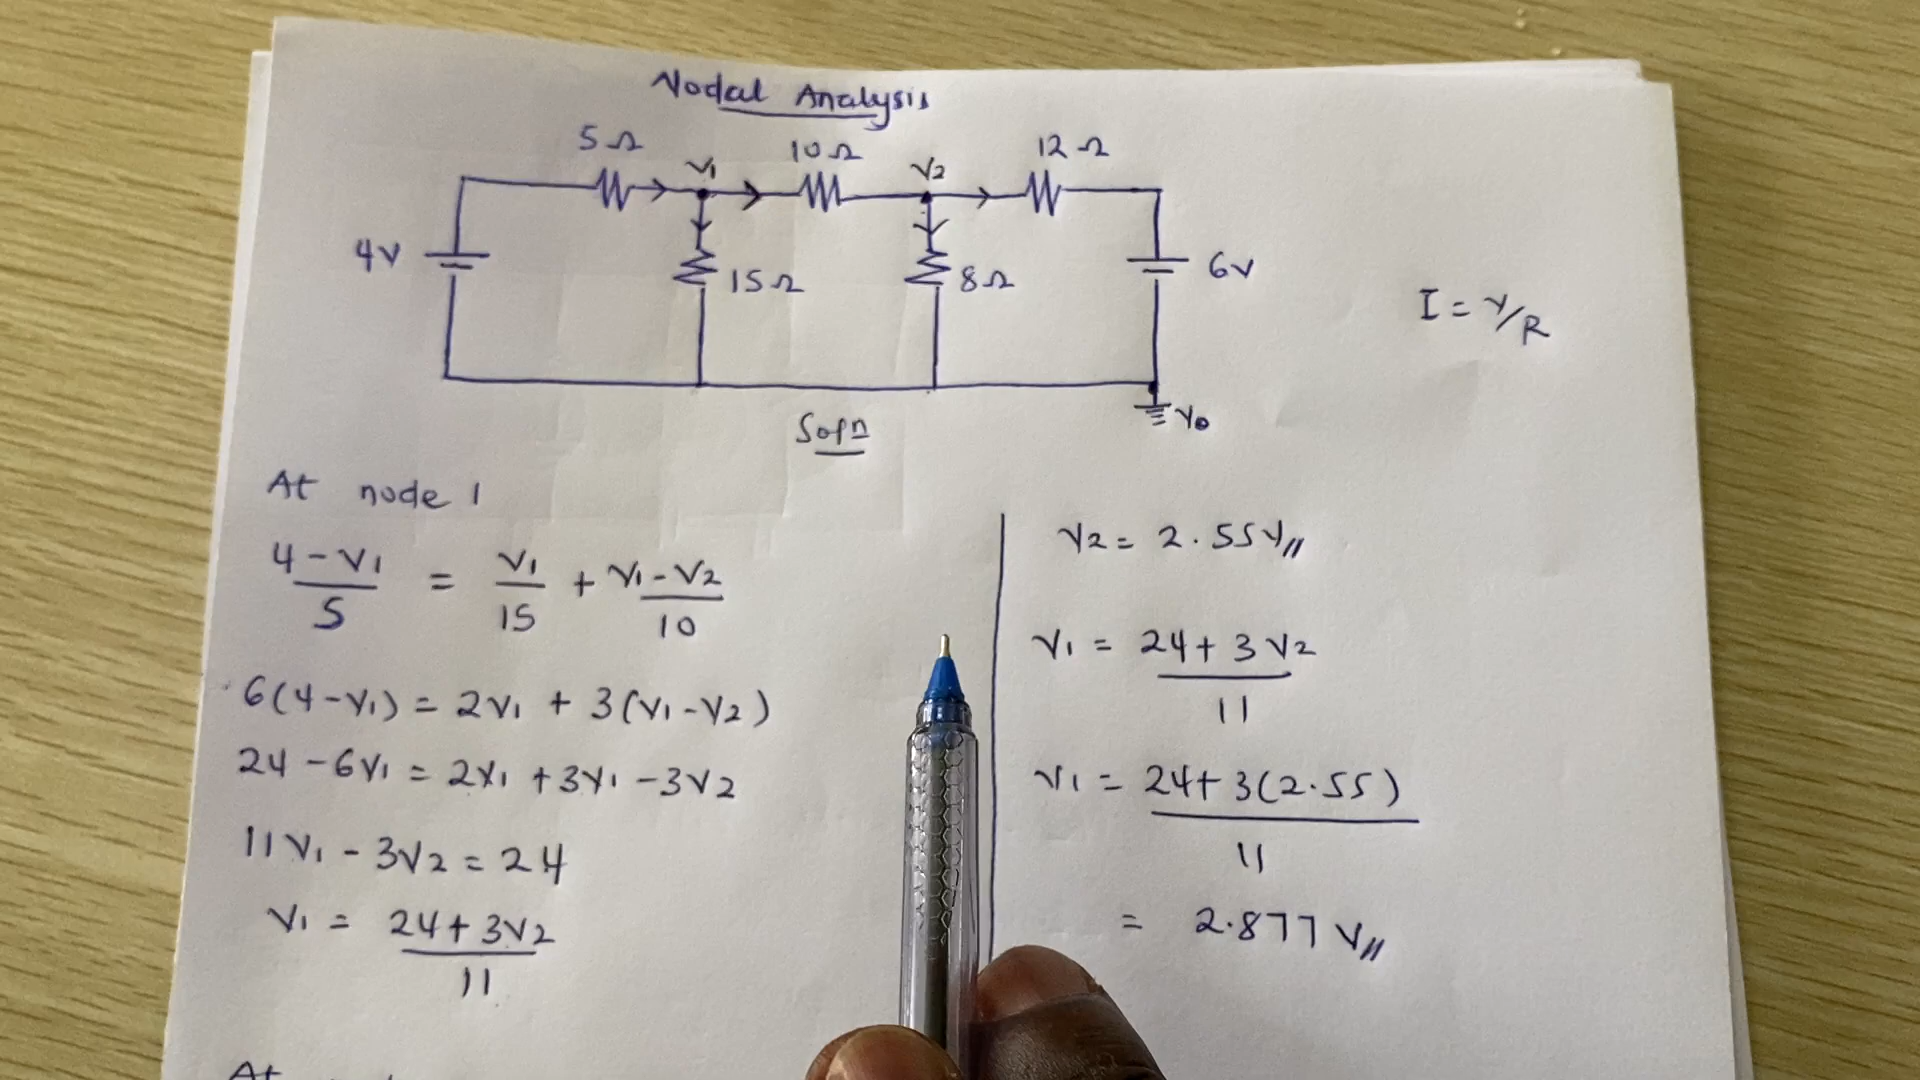 Nodal Analysis
5Ω
V1
10Ω
V2
12Ω
4V
15Ω
8Ω
6V
I = V/R
V0
Soln
At node 1
4 - V1 / 5 = V1 / 15 + V1 - V2 / 10
6(4 - V1) = 2V1 + 3(V1 - V2)
24 - 6V1 = 2V1 + 3V1 - 3V2
11V1 - 3V2 = 24
V1 = 24 + 3V2 / 11
At
V2 = 2.55V//
V1 = 24 + 3V2 / 11
V1 = 24 + 3(2.55) / 11
= 2.877V//